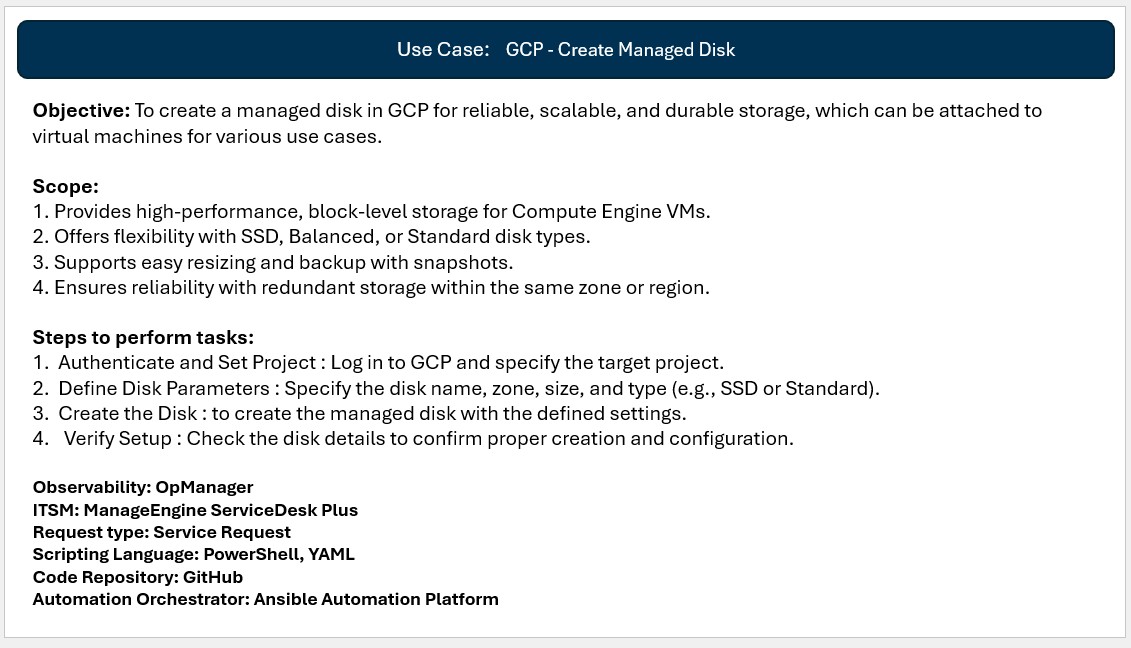 Use Case: GCP - Create Managed Disk
Objective: To create a managed disk in GCP for reliable, scalable, and durable storage, which can be attached to
virtual machines for various use cases.
Scope:
1. Provides high-performance, block-level storage for Compute Engine VMs.
2. Offers flexibility with SSD, Balanced, or Standard disk types.
3. Supports easy resizing and backup with snapshots.
4. Ensures reliability with redundant storage within the same zone or region.
Steps to perform tasks:
1. Authenticate and Set Project : Log in to GCP and specify the target project.
2. Define Disk Parameters : Specify the disk name, zone, size, and type (e.g., SSD or Standard).
3. Create the Disk : to create the managed disk with the defined settings.
4. Verify Setup : Check the disk details to confirm proper creation and configuration.
Observability: OpManager
ITSM: ManageEngine ServiceDesk Plus
Request type: Service Request
Scripting Language: PowerShell, YAML
Code Repository: GitHub
Automation Orchestrator: Ansible Automation Platform